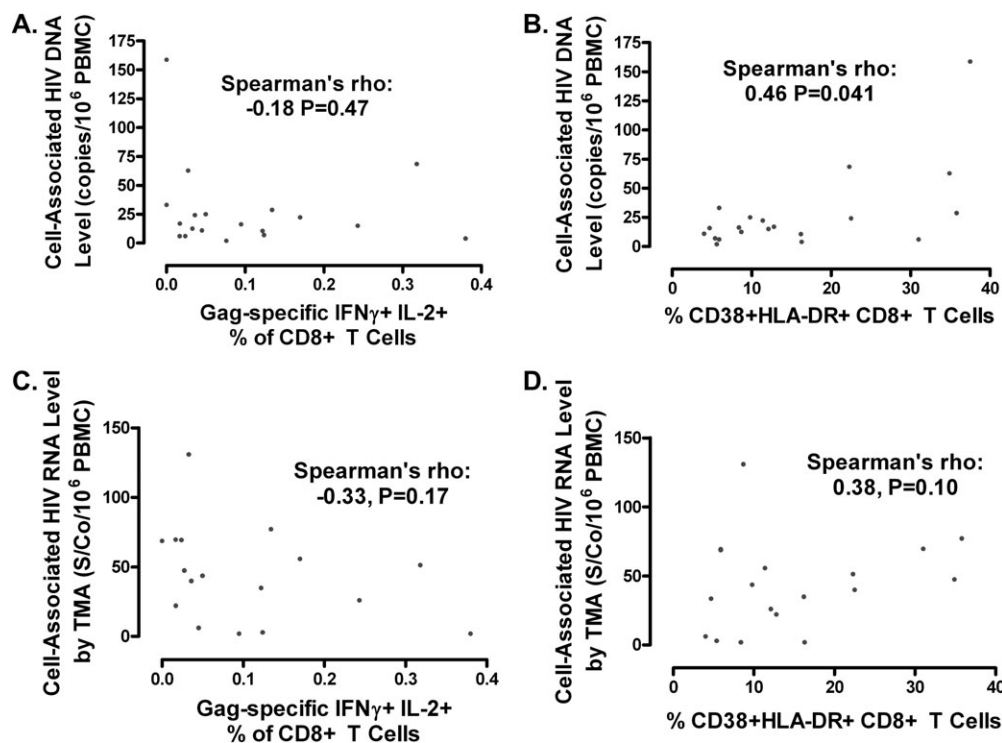 A.
Cell-Associated HIV DNA
Level (copies/10⁶ PBMC)
175
150
125
100
75
50
25
0
Spearman's rho:
-0.18 P=0.47
0.0
0.1
0.2
0.3
0.4
Gag-specific IFNγ+ IL-2+
% of CD8+ T Cells
B.
Cell-Associated HIV DNA
Level (copies/10⁶ PBMC)
175
150
125
100
75
50
25
0
Spearman's rho:
0.46 P=0.041
0
10
20
30
40
% CD38+HLA-DR+ CD8+ T Cells
C.
Cell-Associated HIV RNA Level
by TMA (S/Co/10⁶ PBMC)
150
100
50
0
Spearman's rho:
-0.33, P=0.17
0.0
0.1
0.2
0.3
0.4
Gag-specific IFNγ+ IL-2+
% of CD8+ T Cells
D.
Cell-Associated HIV RNA Level
by TMA (S/Co/10⁶ PBMC)
150
100
50
0
Spearman's rho:
0.38, P=0.10
0
10
20
30
40
% CD38+HLA-DR+ CD8+ T Cells